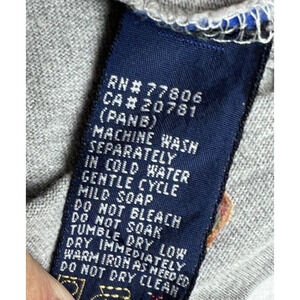 RN# 77806
CA# 20781
(PANB)
MACHINE WASH
SEPARATELY
IN COLD WATER
GENTLE CYCLE
MILD SOAP
DO NOT BLEACH
DO NOT SOAK
TUMBLE DRY LOW
DRY IMMEDIATELY
WARM IRON AS NEEDED
DO NOT DRY CLEAN